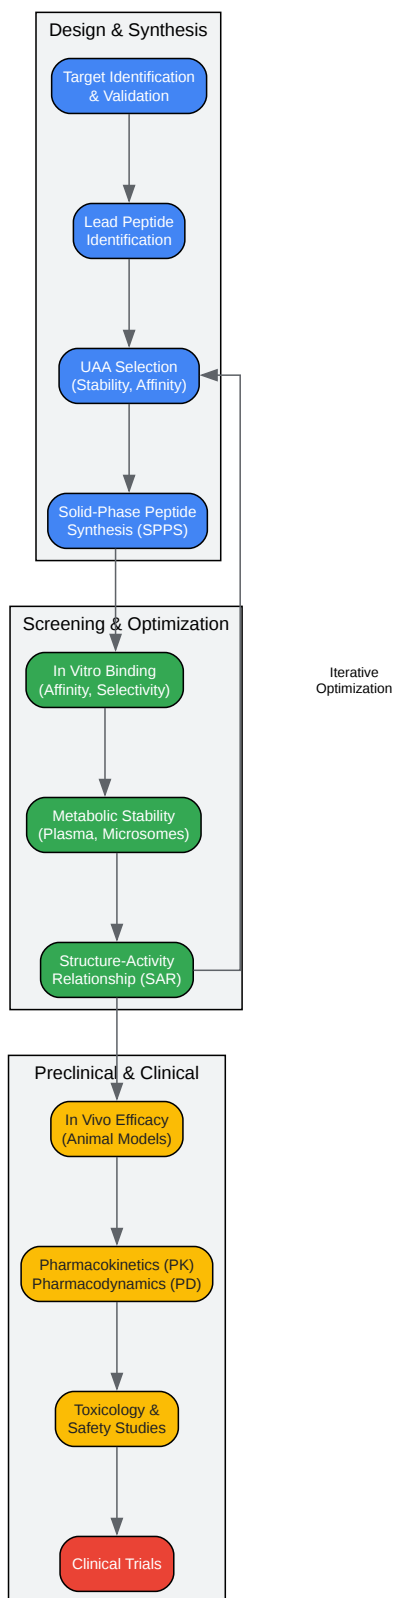 Design & Synthesis
Target Identification
& Validation
Lead Peptide
Identification
UAA Selection
(Stability, Affinity)
Solid-Phase Peptide
Synthesis (SPPS)
Screening & Optimization
In Vitro Binding
(Affinity, Selectivity)
Iterative
Optimization
Metabolic Stability
(Plasma, Microsomes)
Structure-Activity
Relationship (SAR)
Preclinical & Clinical
In Vivo Efficacy
(Animal Models)
Pharmacokinetics (PK)
Pharmacodynamics (PD)
Toxicology &
Safety Studies
Clinical Trials